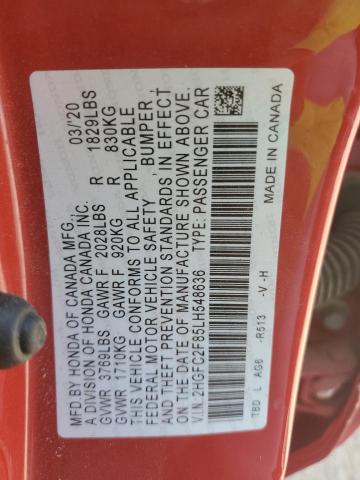 MFD. BY HONDA OF CANADA MFG., 03/20
A DIVISION OF HONDA CANADA INC.
GVWR 3769LBS GAWR F 2028LBS R 1829LBS
GVWR 1710KG GAWR F 920KG R 830KG
THIS VEHICLE CONFORMS TO ALL APPLICABLE
FEDERAL MOTOR VEHICLE SAFETY, BUMPER,
AND THEFT PREVENTION STANDARDS IN EFFECT
ON THE DATE OF MANUFACTURE SHOWN ABOVE.
V.I.N. 2HGFC2F85LH548636 TYPE: PASSENGER CAR
TBD L AG6 -R513 -V -H MADE IN CANADA